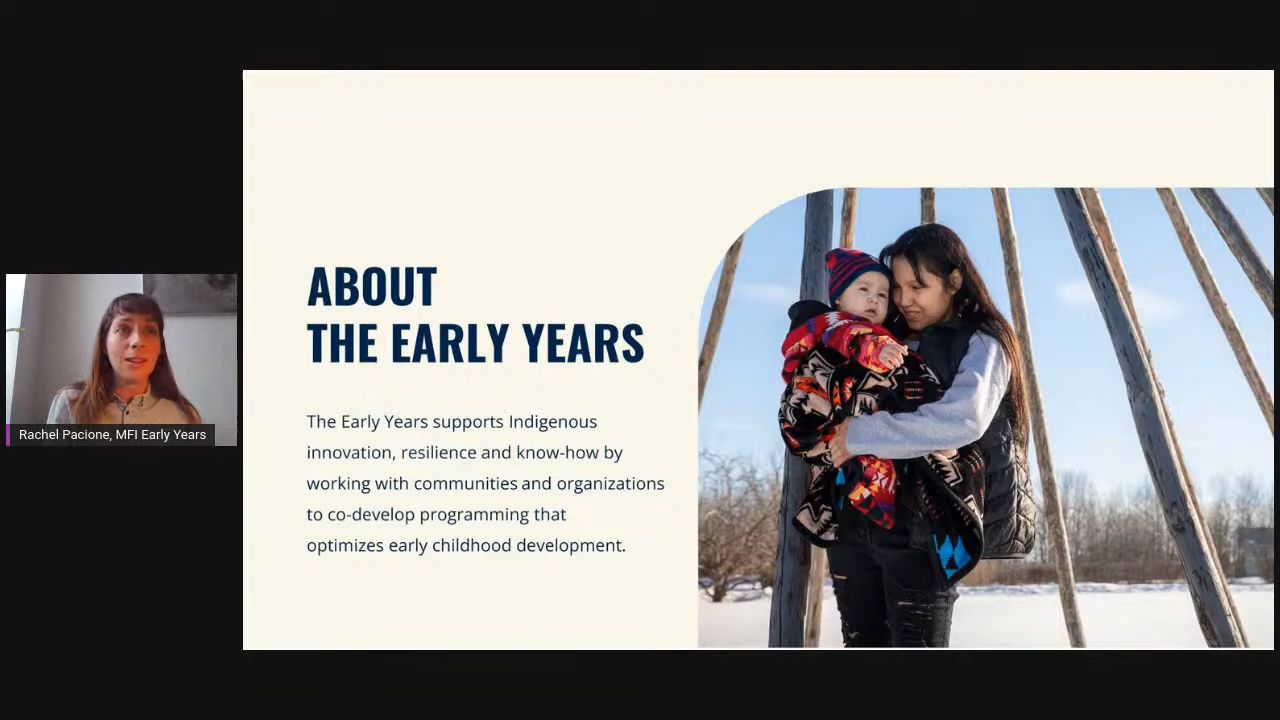 ABOUT
THE EARLY YEARS
The Early Years supports Indigenous
innovation, resilience and know-how by
working with communities and organizations
to co-develop programming that
optimizes early childhood development.
Rachel Pacione, MFI Early Years